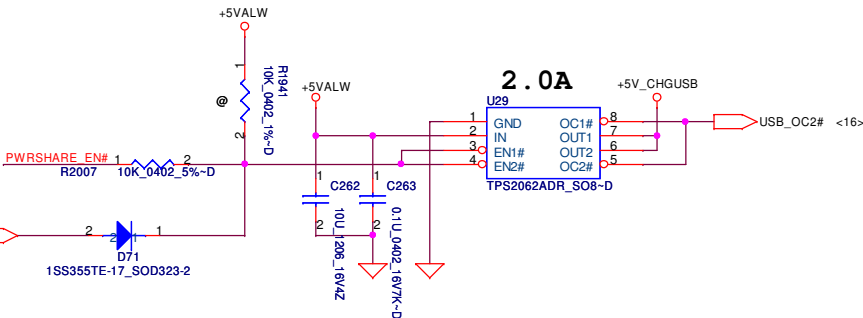 +5VALW
R1941
10K_0402_1%~D
1
2
@
+5VALW
2.0A
U29
+5V_CHGUSB
1 GND
2 IN
3 EN1#
4 EN2#
OC1# 8
OUT1 7
OUT2 6
OC2# 5
TPS2062ADR_SO8~D
USB_OC2# <16>
PWRSHARE_EN# 1 2
R2007 10K_0402_5%~D
1 C262
2
10U_1206_16V4Z
1 C263
2
0.1U_0402_16V7K~D
2 2 1 1
D71
1SS355TE-17_SOD323-2